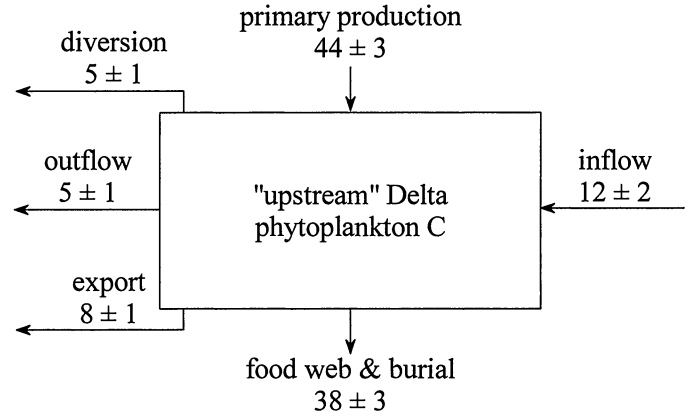 primary production
44 ± 3
diversion
5 ± 1
outflow
5 ± 1
"upstream" Delta
phytoplankton C
inflow
12 ± 2
export
8 ± 1
food web & burial
38 ± 3